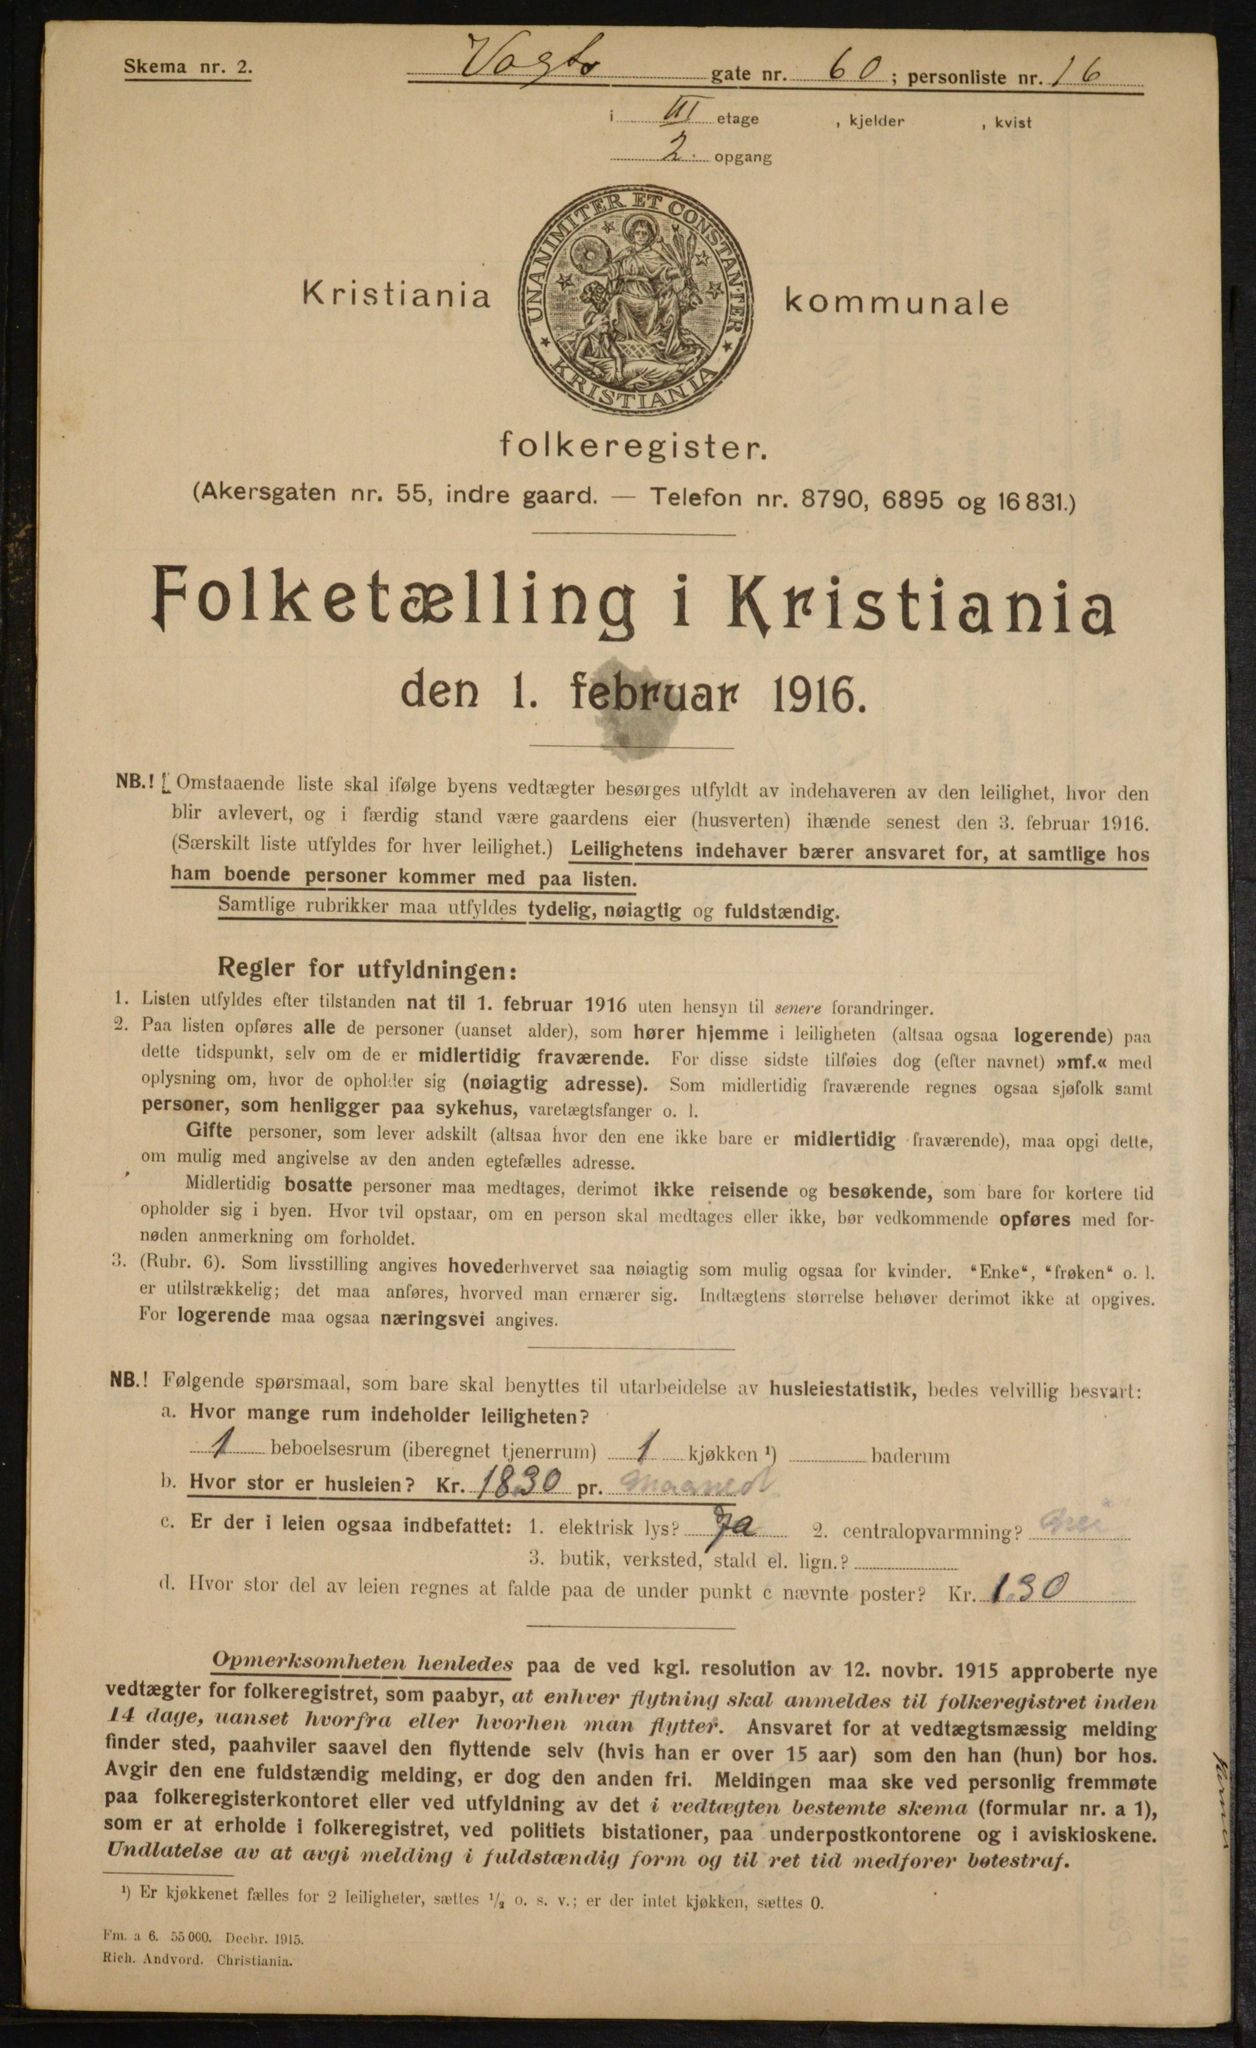 Skema nr. 2.
Vogts gate nr. 60; personliste nr. 16
i III etage , kjelder , kvist
2. opgang
UNANIMITER ET CONSTANTER
KRISTIANIA
Kristiania kommunale
folkeregister.
(Akersgaten nr. 55, indre gaard. — Telefon nr. 8790, 6895 og 16 831.)
Folketælling i Kristiania
den 1. februar 1916.
NB.! Omstaaende liste skal ifølge byens vedtægter besørges utfyldt av indehaveren av den leilighet, hvor den
blir avlevert, og i færdig stand være gaardens eier (husverten) ihænde senest den 3. februar 1916.
(Særskilt liste utfyldes for hver leilighet.) Leilighetens indehaver bærer ansvaret for, at samtlige hos
ham boende personer kommer med paa listen.
Samtlige rubrikker maa utfyldes tydelig, nøiagtig og fuldstændig.
Regler for utfyldningen:
1. Listen utfyldes efter tilstanden nat til 1. februar 1916 uten hensyn til senere forandringer.
2. Paa listen opføres alle de personer (uanset alder), som hører hjemme i leiligheten (altsaa ogsaa logerende) paa
dette tidspunkt, selv om de er midlertidig fraværende. For disse sidste tilføies dog (efter navnet) »mf.« med
oplysning om, hvor de opholder sig (nøiagtig adresse). Som midlertidig fraværende regnes ogsaa sjøfolk samt
personer, som henligger paa sykehus, varetægtsfanger o. l.
Gifte personer, som lever adskilt (altsaa hvor den ene ikke bare er midlertidig fraværende), maa opgi dette,
om mulig med angivelse av den anden egtefælles adresse.
Midlertidig bosatte personer maa medtages, derimot ikke reisende og besøkende, som bare for kortere tid
opholder sig i byen. Hvor tvil opstaar, om en person skal medtages eller ikke, bør vedkommende opføres med for-
nøden anmerkning om forholdet.
3. (Rubr. 6). Som livsstilling angives hovederhvervet saa nøiagtig som mulig ogsaa for kvinder. "Enke", "frøken" o. l.
er utilstrækkelig; det maa anføres, hvorved man ernærer sig. Indtægtens størrelse behøver derimot ikke at opgives.
For logerende maa ogsaa næringsvei angives.
NB.! Følgende spørsmaal, som bare skal benyttes til utarbeidelse av husleiestatistik, bedes velvillig besvart:
a. Hvor mange rum indeholder leiligheten?
1 beboelsesrum (iberegnet tjenerrum) 1 kjøkken ¹) baderum
b. Hvor stor er husleien? Kr. 18.30 pr. Maaned
c. Er der i leien ogsaa indbefattet: 1. elektrisk lys? Ja 2. centralopvarmning? Nei
3. butik, verksted, stald el. lign.?
d. Hvor stor del av leien regnes at falde paa de under punkt c nævnte poster? Kr. 1.30
Opmerksomheten henledes paa de ved kgl. resolution av 12. novbr. 1915 approberte nye
vedtægter for folkeregistret, som paabyr, at enhver flytning skal anmeldes til folkeregistret inden
14 dage, uanset hvorfra eller hvorhen man flytter. Ansvaret for at vedtægtsmæssig melding
finder sted, paahviler saavel den flyttende selv (hvis han er over 15 aar) som den han (hun) bor hos.
Avgir den ene fuldstændig melding, er dog den anden fri. Meldingen maa ske ved personlig fremmøte
paa folkeregisterkontoret eller ved utfyldning av det i vedtægten bestemte skema (formular nr. a 1),
som er at erholde i folkeregistret, ved politiets bistationer, paa underpostkontorene og i aviskioskene.
Undlatelse av at avgi melding i fuldstændig form og til ret tid medfører bøtestraf.
¹) Er kjøkkenet fælles for 2 leiligheter, sættes ½ o. s. v.; er der intet kjøkken, sættes 0.
Fm. a 6. 55 000. Decbr. 1915.
Rich. Andvord. Christiania.